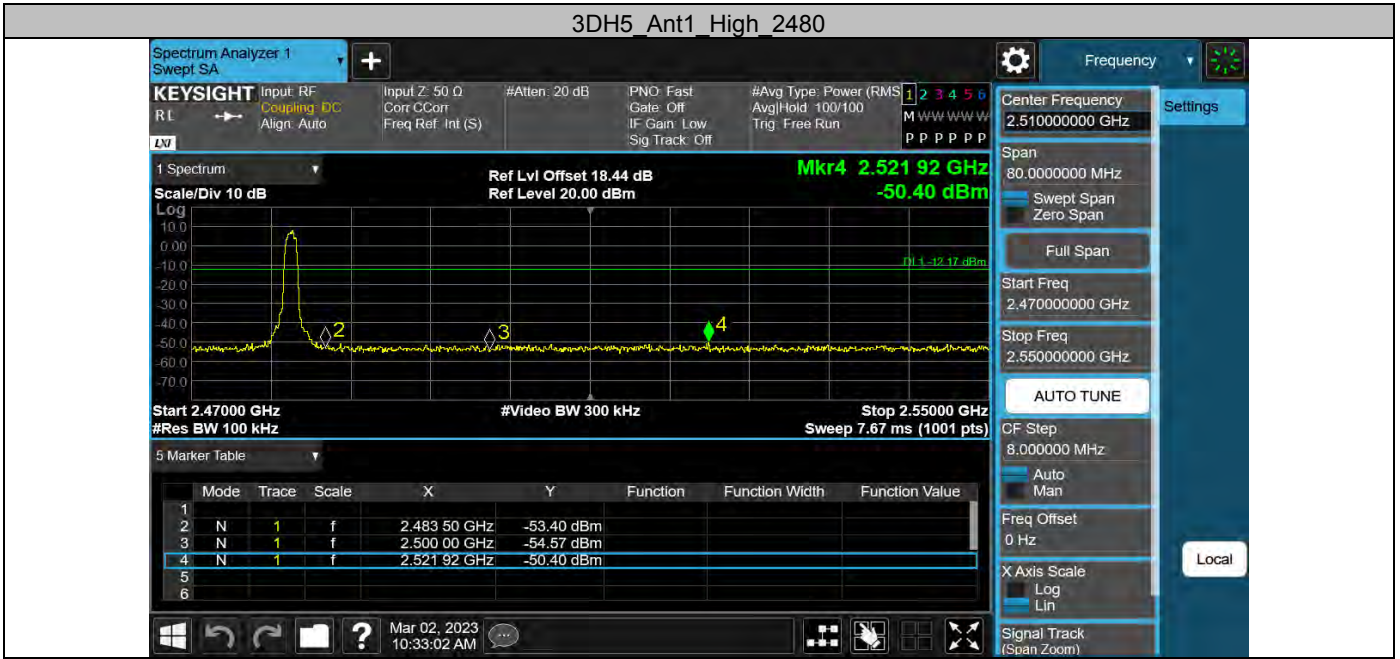 3DH5_Ant1_High_2480
Spectrum Analyzer 1
Swept SA
+
Frequency
KEYSIGHT
RL
LXI
Input: RF
Coupling: DC
Align: Auto
Input Z: 50 Ω
Corr CCorr
Freq Ref: Int (S)
#Atten: 20 dB
PNO: Fast
Gate: Off
IF Gain: Low
Sig Track: Off
#Avg Type: Power (RMS
Avg|Hold: 100/100
Trig: Free Run
1 2 3 4 5 6
M W W W W W
P P P P P P
1 Spectrum
Scale/Div 10 dB
Ref Lvl Offset 18.44 dB
Ref Level 20.00 dBm
Mkr4 2.521 92 GHz
-50.40 dBm
Log
10.0
0.00
-10.0
-20.0
-30.0
-40.0
-50.0
-60.0
-70.0
DL1 -12.17 dBm
2
3
4
Start 2.47000 GHz
#Video BW 300 kHz
Stop 2.55000 GHz
#Res BW 100 kHz
Sweep 7.67 ms (1001 pts)
5 Marker Table
Mode Trace Scale X Y Function Function Width Function Value
1
2 N 1 f 2.483 50 GHz -53.40 dBm
3 N 1 f 2.500 00 GHz -54.57 dBm
4 N 1 f 2.521 92 GHz -50.40 dBm
5
6
?
Mar 02, 2023
10:33:02 AM
Center Frequency
2.510000000 GHz
Settings
Span
80.0000000 MHz
Swept Span
Zero Span
Full Span
Start Freq
2.470000000 GHz
Stop Freq
2.550000000 GHz
AUTO TUNE
CF Step
8.000000 MHz
Auto
Man
Freq Offset
0 Hz
X Axis Scale
Log
Lin
Local
Signal Track
(Span Zoom)